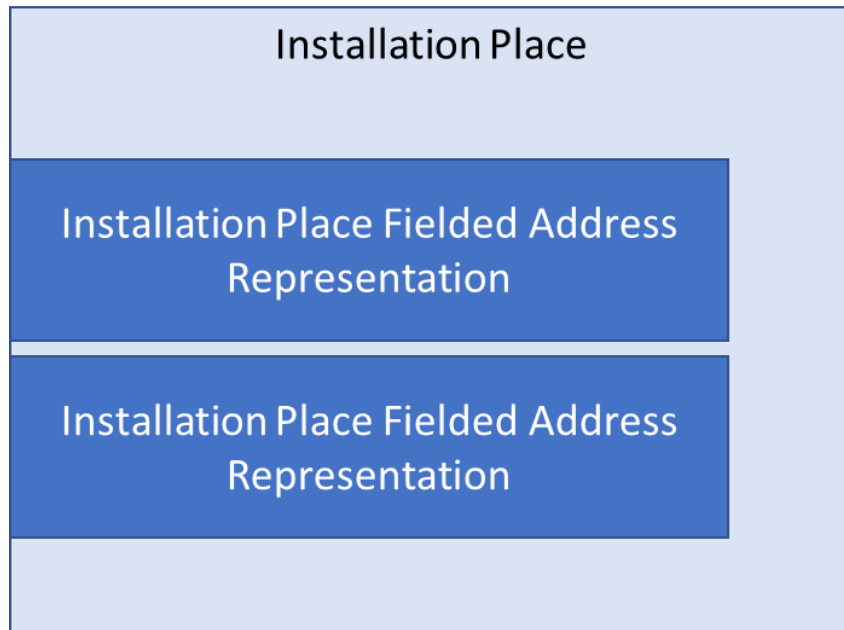 Installation Place
Installation Place Fielded Address
Representation
Installation Place Fielded Address
Representation